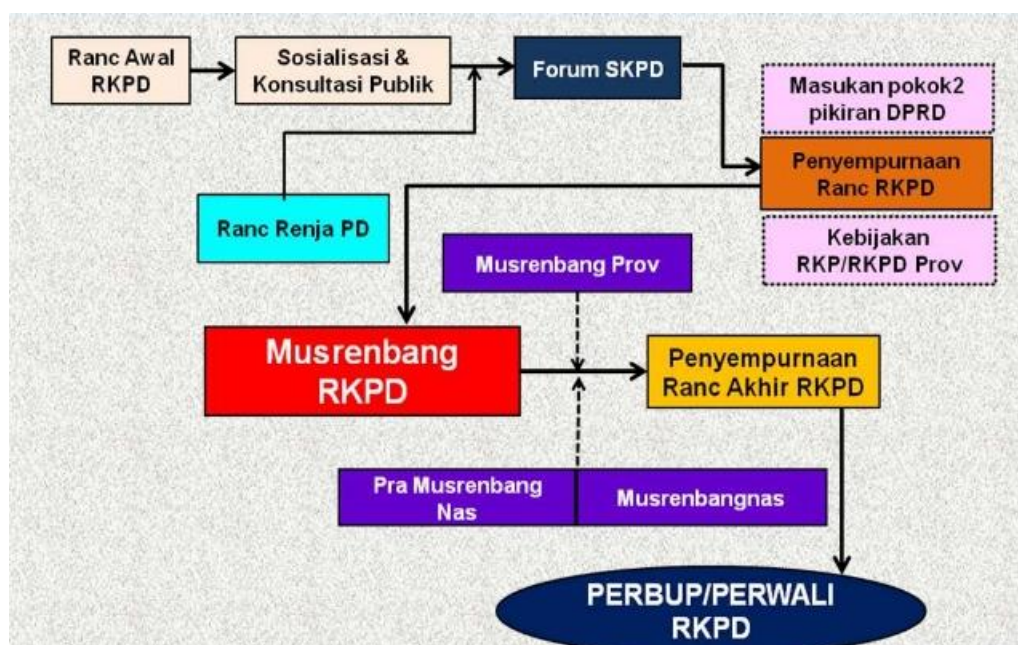 Ranc Awal
RKPD
Sosialisasi &
Konsultasi Publik
Forum SKPD
Masukan pokok2
pikiran DPRD
Penyempurnaan
Ranc RKPD
Kebijakan
RKP/RKPD Prov
Ranc Renja PD
Musrenbang Prov
Musrenbang
RKPD
Penyempurnaan
Ranc Akhir RKPD
Pra Musrenbang
Nas
Musrenbangnas
PERBUP/PERWALI
RKPD